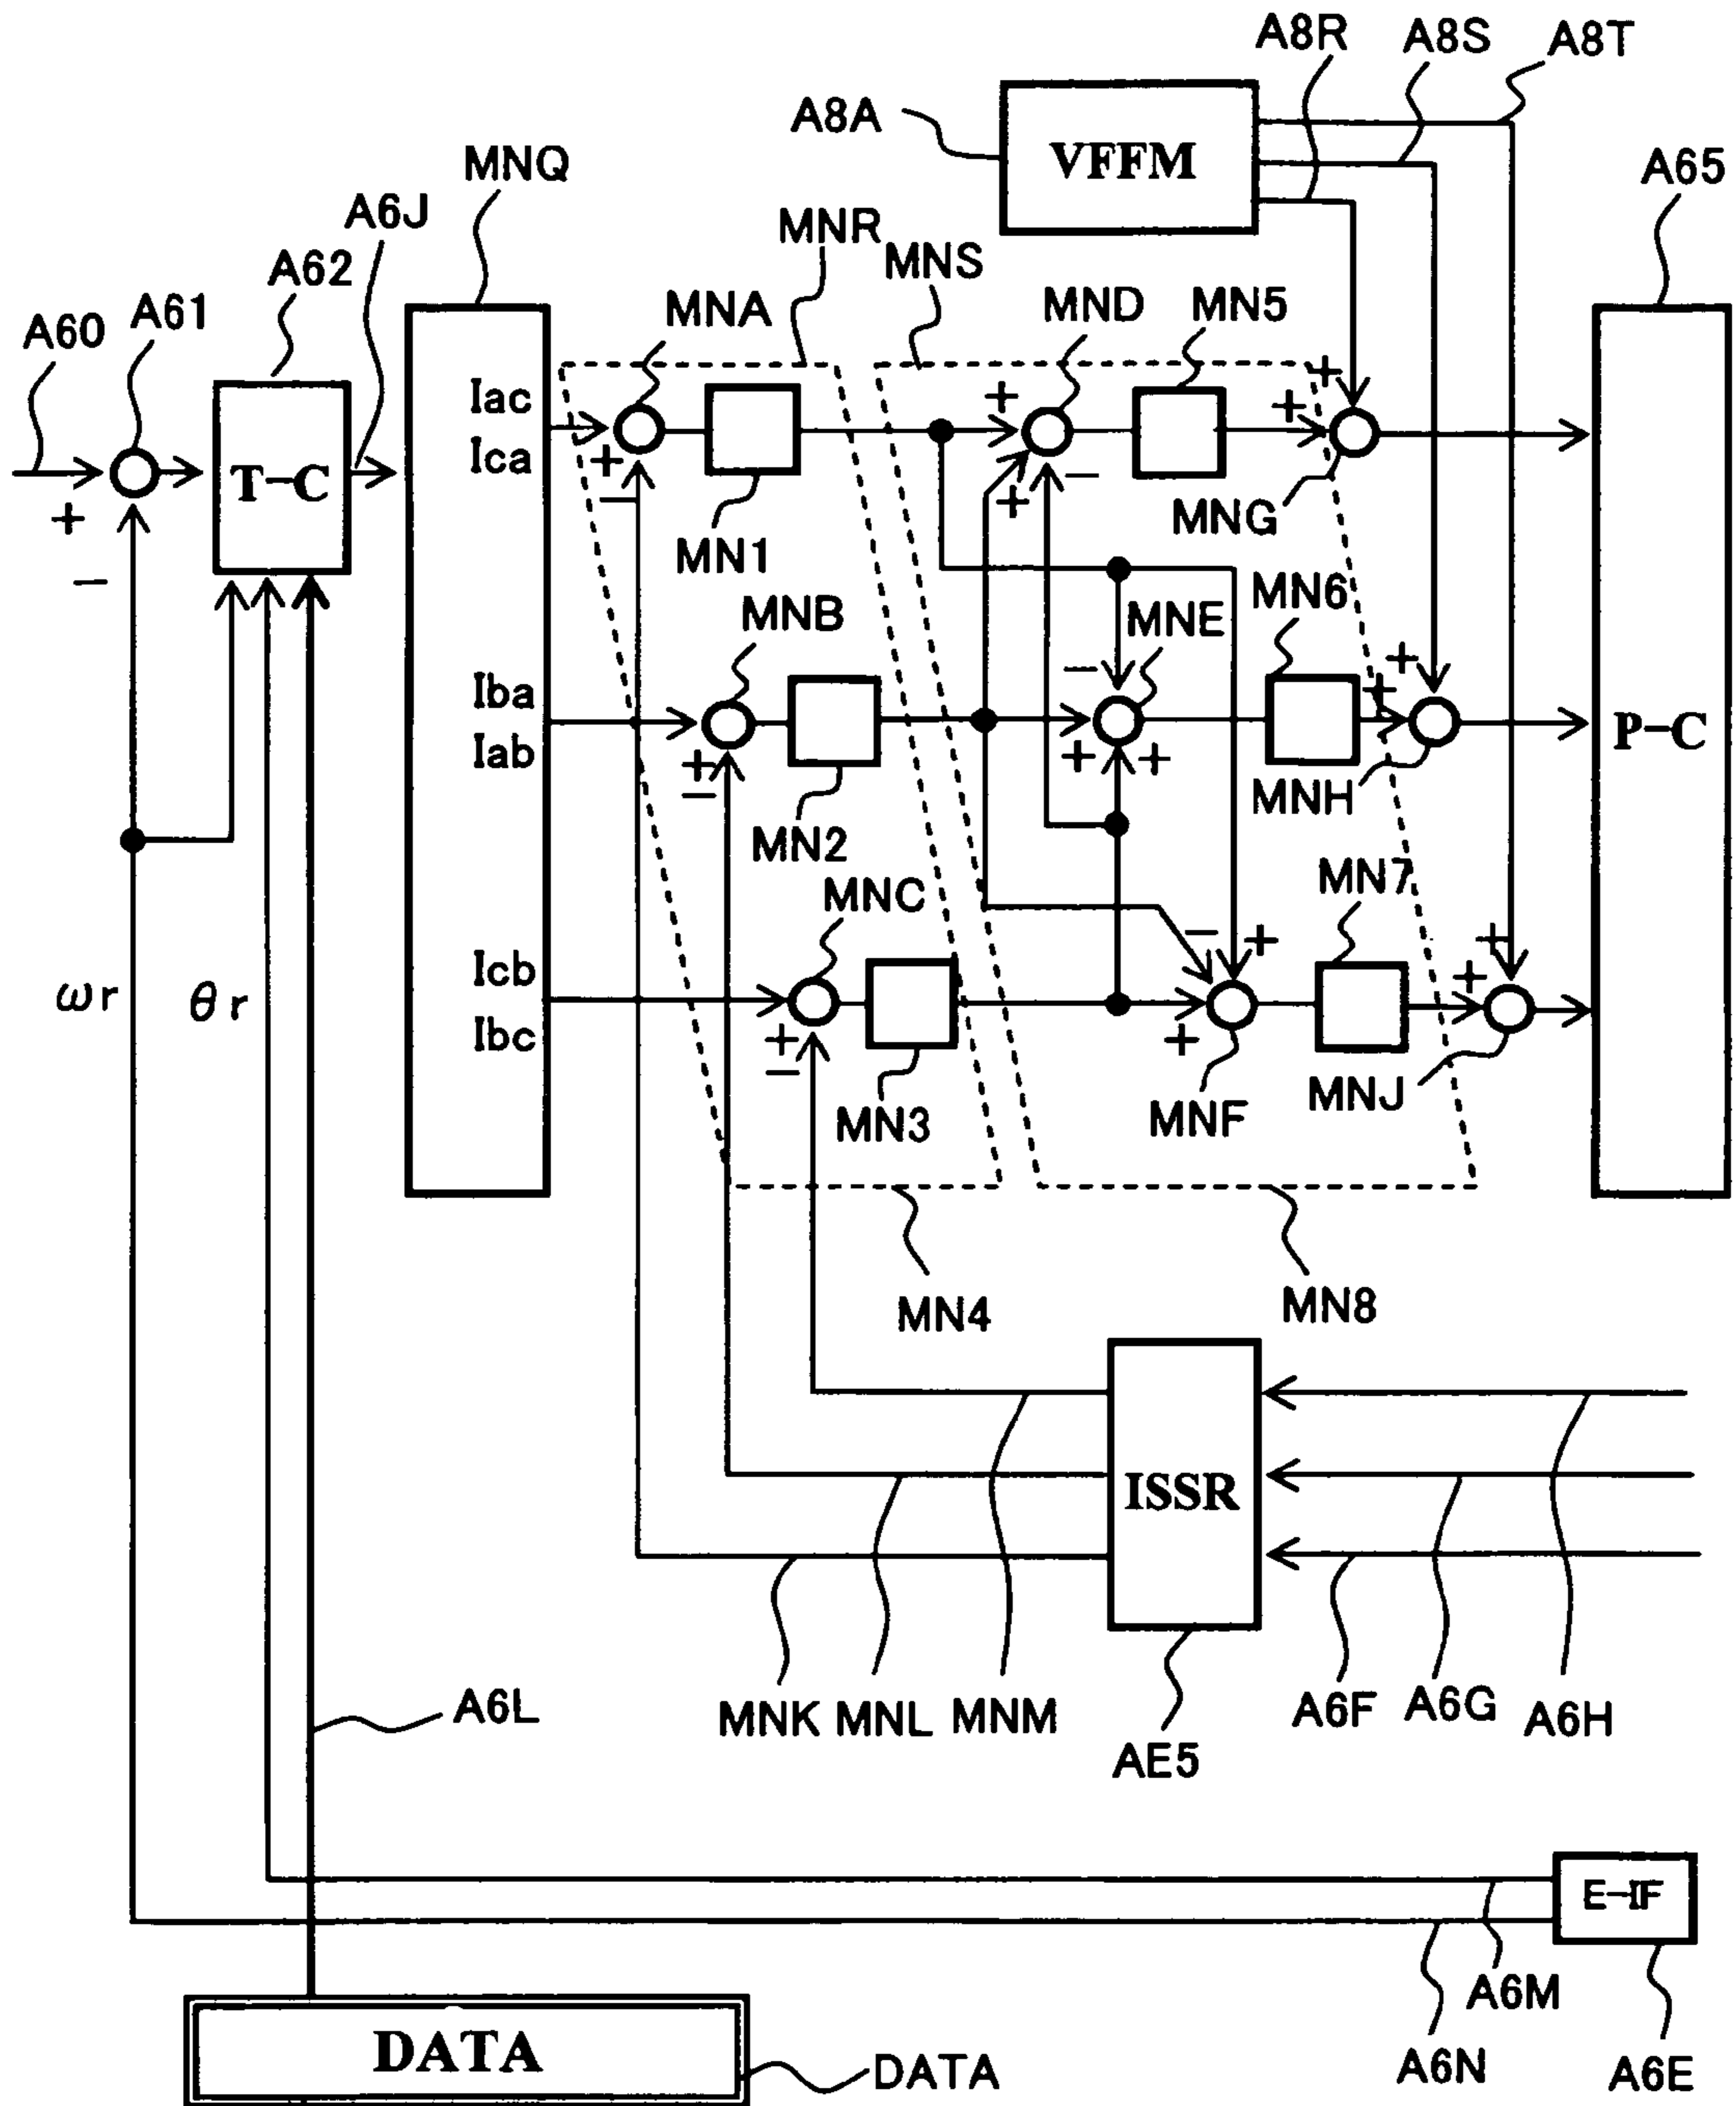 A8R
A8S
A8T
A8A
VFFM
MNQ
A65
A6J
MNR
MNS
A62
A61
A60
MNA
MND
MN5
Iac
Ica
T-C
+
−
+
−
+
+
−
+
+
MNG
MN1
MNB
MNE
MN6
Iba
Iab
+
−
−
+
+
+
+
P-C
MN2
MNH
MNC
MN7
Icb
Ibc
ωr
θr
+
−
−
+
+
+
+
MN3
MNF
MNJ
MN4
MN8
ISSR
MNK
MNL
MNM
A6F
A6G
A6H
A6L
AE5
E-IF
A6M
A6N
A6E
DATA
DATA